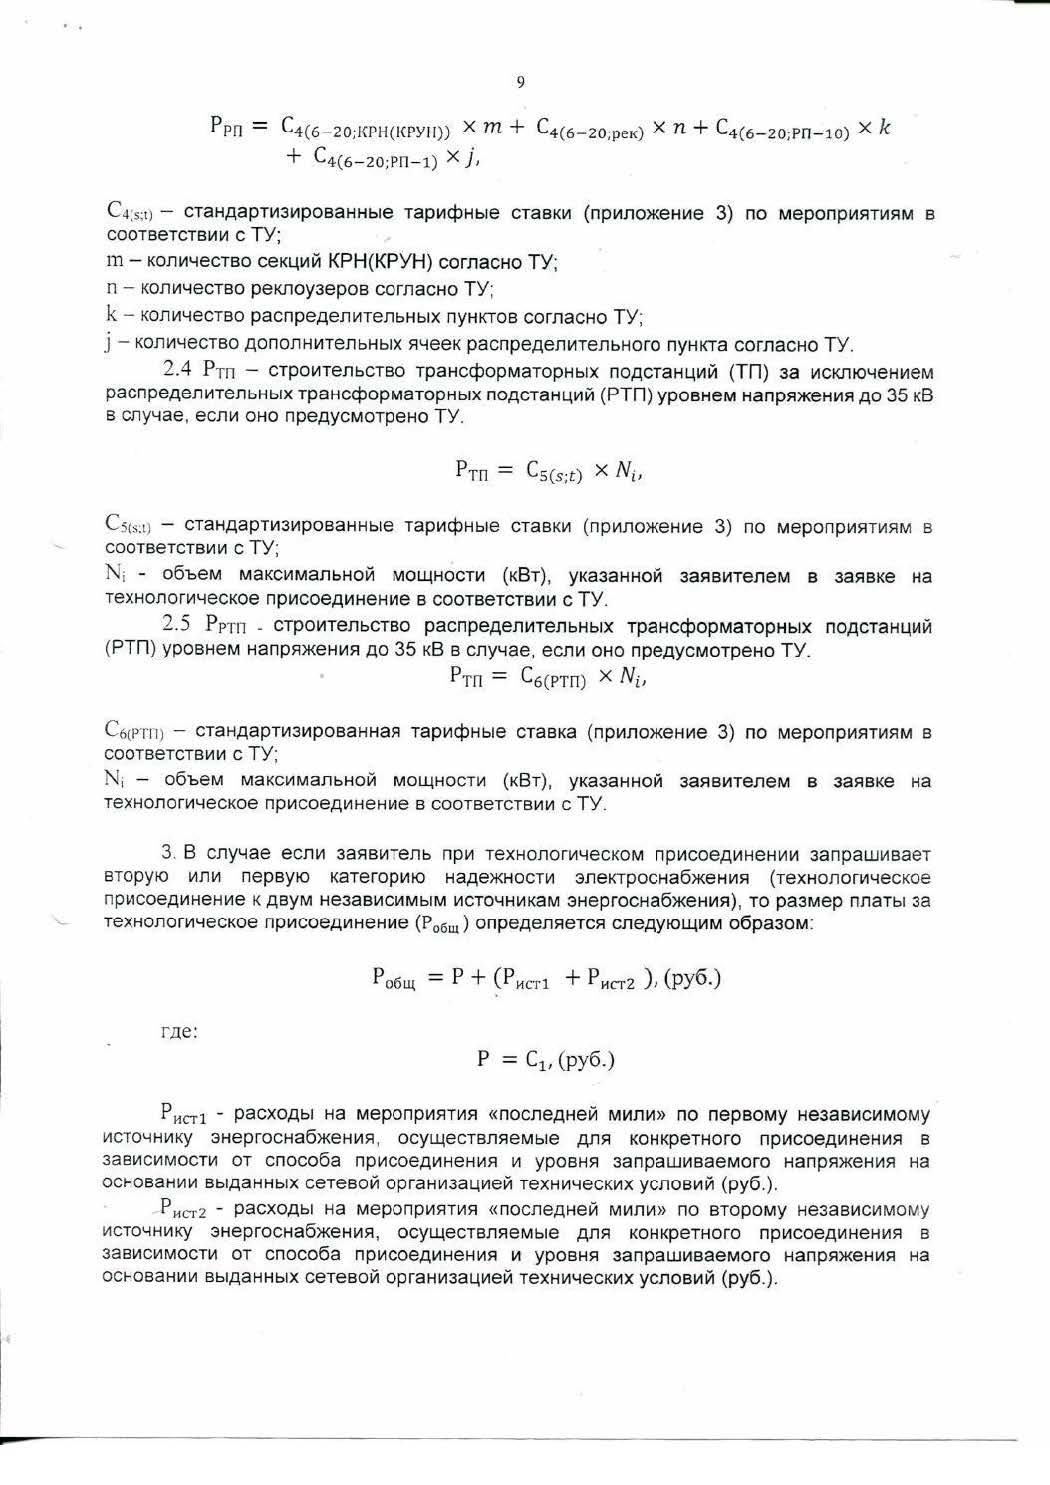 9
Р_РП = С_4(6–20;КРН(КРУН)) × m + С_4(6–20;рек) × n + С_4(6–20;РП–10) × k
+ С_4(6–20;РП–1) × j,
С_4(s;t) – стандартизированные тарифные ставки (приложение 3) по мероприятиям в
соответствии с ТУ;
m – количество секций КРН(КРУН) согласно ТУ;
n – количество реклоузеров согласно ТУ;
k – количество распределительных пунктов согласно ТУ;
j – количество дополнительных ячеек распределительного пункта согласно ТУ.
2.4 Р_ТП – строительство трансформаторных подстанций (ТП) за исключением
распределительных трансформаторных подстанций (РТП) уровнем напряжения до 35 кВ
в случае, если оно предусмотрено ТУ.
Р_ТП = С_5(s;t) × N_i,
С_5(s;t) – стандартизированные тарифные ставки (приложение 3) по мероприятиям в
соответствии с ТУ;
N_i - объем максимальной мощности (кВт), указанной заявителем в заявке на
технологическое присоединение в соответствии с ТУ.
2.5 Р_РТП - строительство распределительных трансформаторных подстанций
(РТП) уровнем напряжения до 35 кВ в случае, если оно предусмотрено ТУ.
Р_ТП = С_6(РТП) × N_i,
С_6(РТП) – стандартизированная тарифные ставка (приложение 3) по мероприятиям в
соответствии с ТУ;
N_i – объем максимальной мощности (кВт), указанной заявителем в заявке на
технологическое присоединение в соответствии с ТУ.
3. В случае если заявитель при технологическом присоединении запрашивает
вторую или первую категорию надежности электроснабжения (технологическое
присоединение к двум независимым источникам энергоснабжения), то размер платы за
технологическое присоединение (Р_общ) определяется следующим образом:
Р_общ = Р + (Р_ист1 + Р_ист2 ), (руб.)
где:
Р = С_1, (руб.)
Р_ист1 - расходы на мероприятия «последней мили» по первому независимому
источнику энергоснабжения, осуществляемые для конкретного присоединения в
зависимости от способа присоединения и уровня запрашиваемого напряжения на
основании выданных сетевой организацией технических условий (руб.).
Р_ист2 - расходы на мероприятия «последней мили» по второму независимому
источнику энергоснабжения, осуществляемые для конкретного присоединения в
зависимости от способа присоединения и уровня запрашиваемого напряжения на
основании выданных сетевой организацией технических условий (руб.).